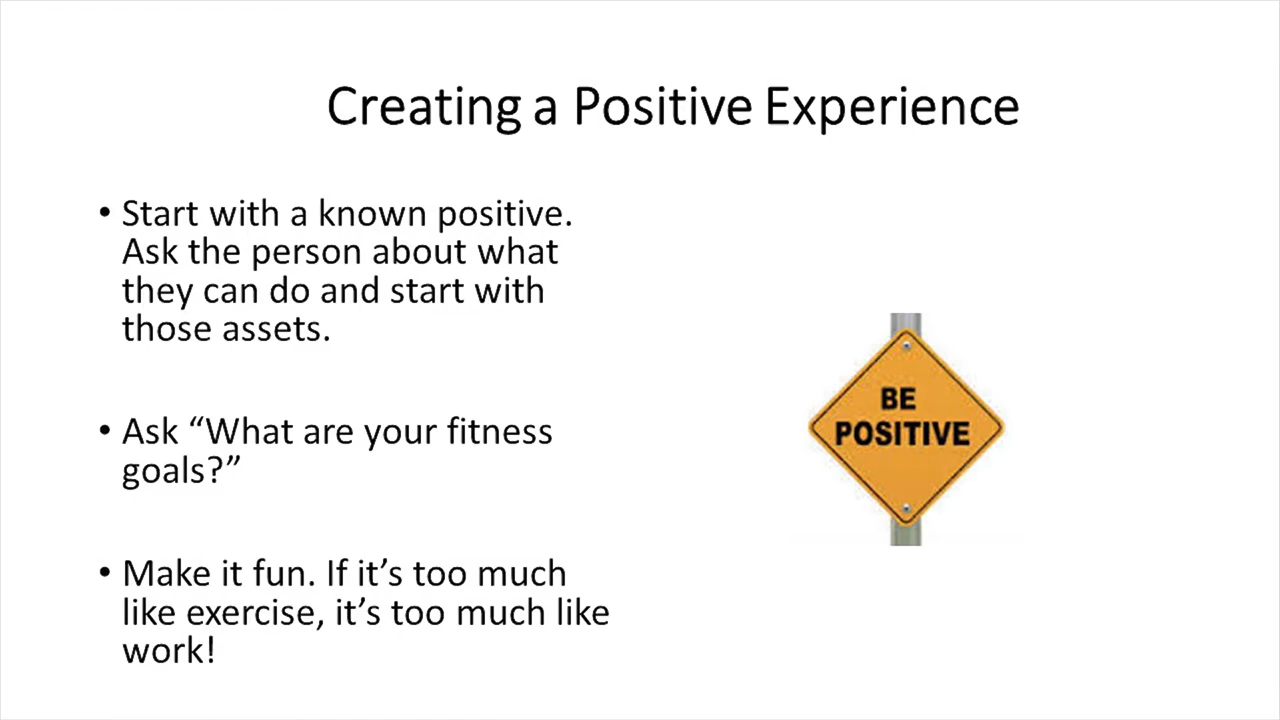 Creating a Positive Experience
• Start with a known positive.
Ask the person about what
they can do and start with
those assets.
• Ask “What are your fitness
goals?”
• Make it fun. If it’s too much
like exercise, it’s too much like
work!
BE
POSITIVE